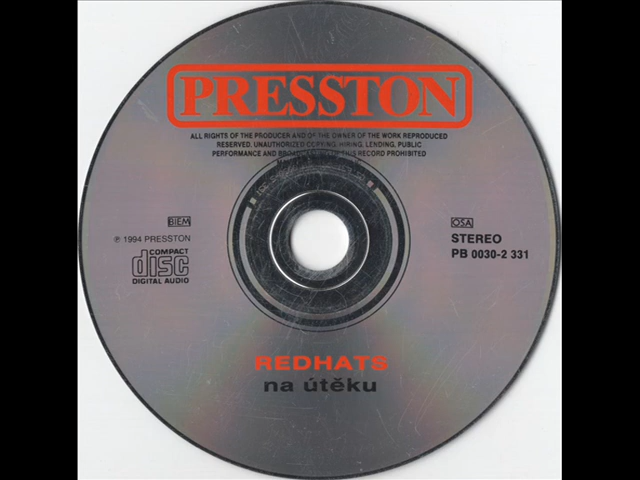 PRESSTON
ALL RIGHTS OF THE PRODUCER AND OF THE OWNER OF THE WORK REPRODUCED
RESERVED. UNAUTHORIZED COPYING, HIRING, LENDING, PUBLIC
PERFORMANCE AND BROADCASTING OF THIS RECORD PROHIBITED
BIEM
OSA
℗ 1994 PRESSTON
STEREO
COMPACT
disc
DIGITAL AUDIO
PB 0030-2 331
REDHATS
na útěku